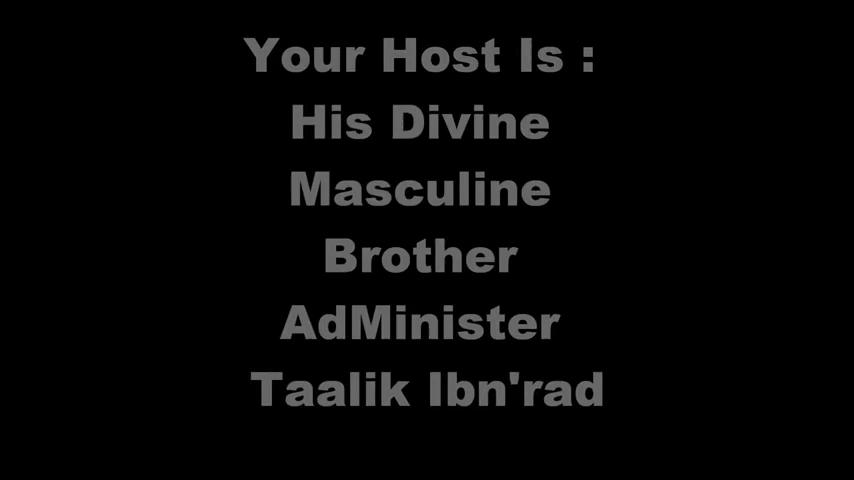 Your Host Is :
His Divine
Masculine
Brother
AdMinister
Taalik Ibn'rad